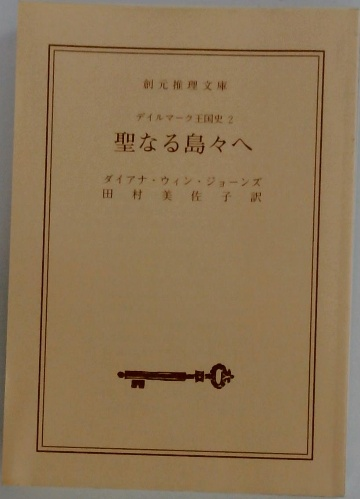 創元推理文庫
デイルマーク王国史 2
聖なる島々へ
ダイアナ・ウィン・ジョーンズ
田村美佐子訳